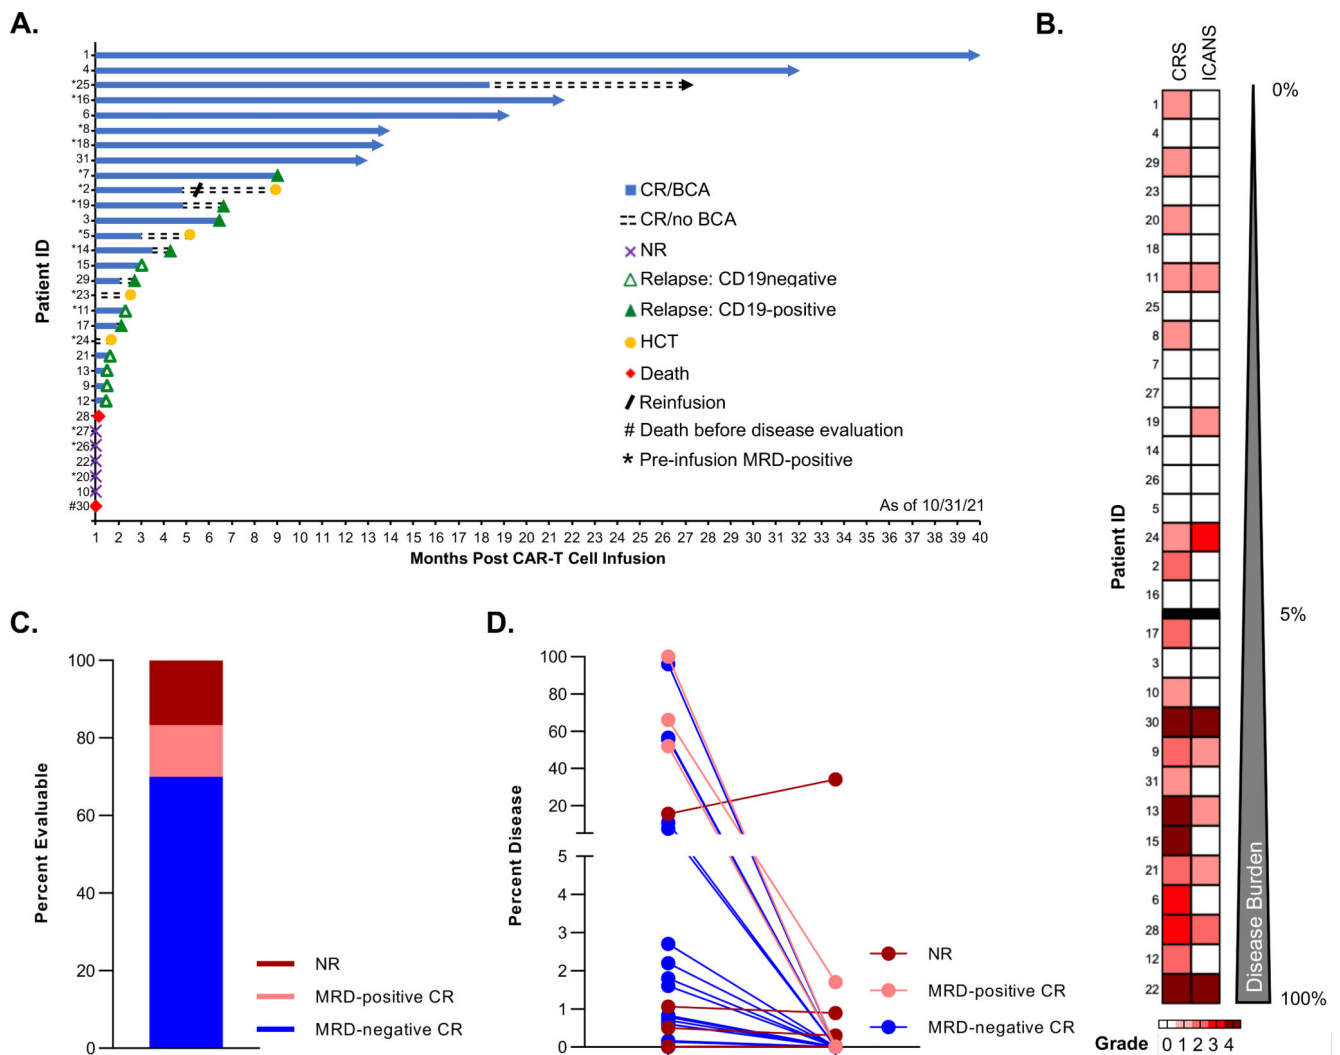 A.
Patient ID
1
4
*25
*16
6
*8
*18
31
*7
*2
*19
3
*5
*14
15
29
*23
*11
17
*24
21
13
9
12
28
*27
*26
22
*20
10
#30
CR/BCA
CR/no BCA
NR
Relapse: CD19negative
Relapse: CD19-positive
HCT
Death
Reinfusion
# Death before disease evaluation
* Pre-infusion MRD-positive
As of 10/31/21
1 2 3 4 5 6 7 8 9 10 11 12 13 14 15 16 17 18 19 20 21 22 23 24 25 26 27 28 29 30 31 32 33 34 35 36 37 38 39 40
Months Post CAR-T Cell Infusion
B.
CRS
ICANS
Patient ID
1
4
29
23
20
18
11
25
8
7
27
19
14
26
5
24
2
16
17
3
10
30
9
31
13
15
21
6
28
12
22
0%
5%
100%
Disease Burden
Grade
0 1 2 3 4
C.
Percent Evaluable
100
80
60
40
20
0
NR
MRD-positive CR
MRD-negative CR
D.
Percent Disease
100
80
60
40
20
5
4
3
2
1
0
NR
MRD-positive CR
MRD-negative CR